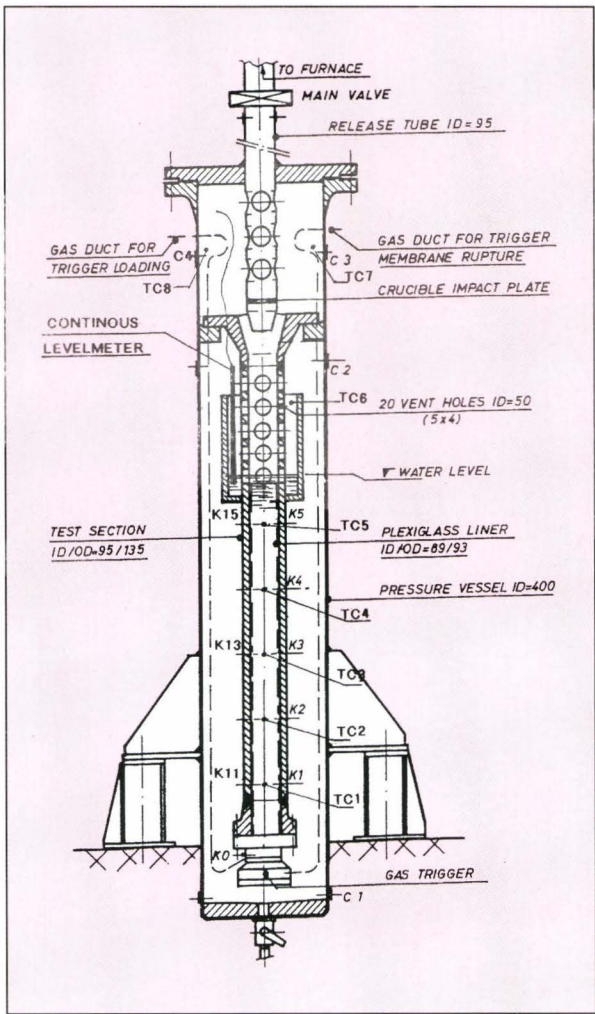 TO FURNACE
MAIN VALVE
RELEASE TUBE ID=95
GAS DUCT FOR
TRIGGER LOADING
C4
TC8
C3
TC7
GAS DUCT FOR TRIGGER
MEMBRANE RUPTURE
CRUCIBLE IMPACT PLATE
CONTINOUS
LEVELMETER
C2
TC6
20 VENT HOLES ID=50
(5x4)
WATER LEVEL
K15
K5
TC5
TEST SECTION
ID/OD=95/135
PLEXIGLASS LINER
ID/OD=89/93
K4
TC4
PRESSURE VESSEL ID=400
K13
K3
TC3
K2
TC2
K11
K1
TC1
K0
GAS TRIGGER
C1